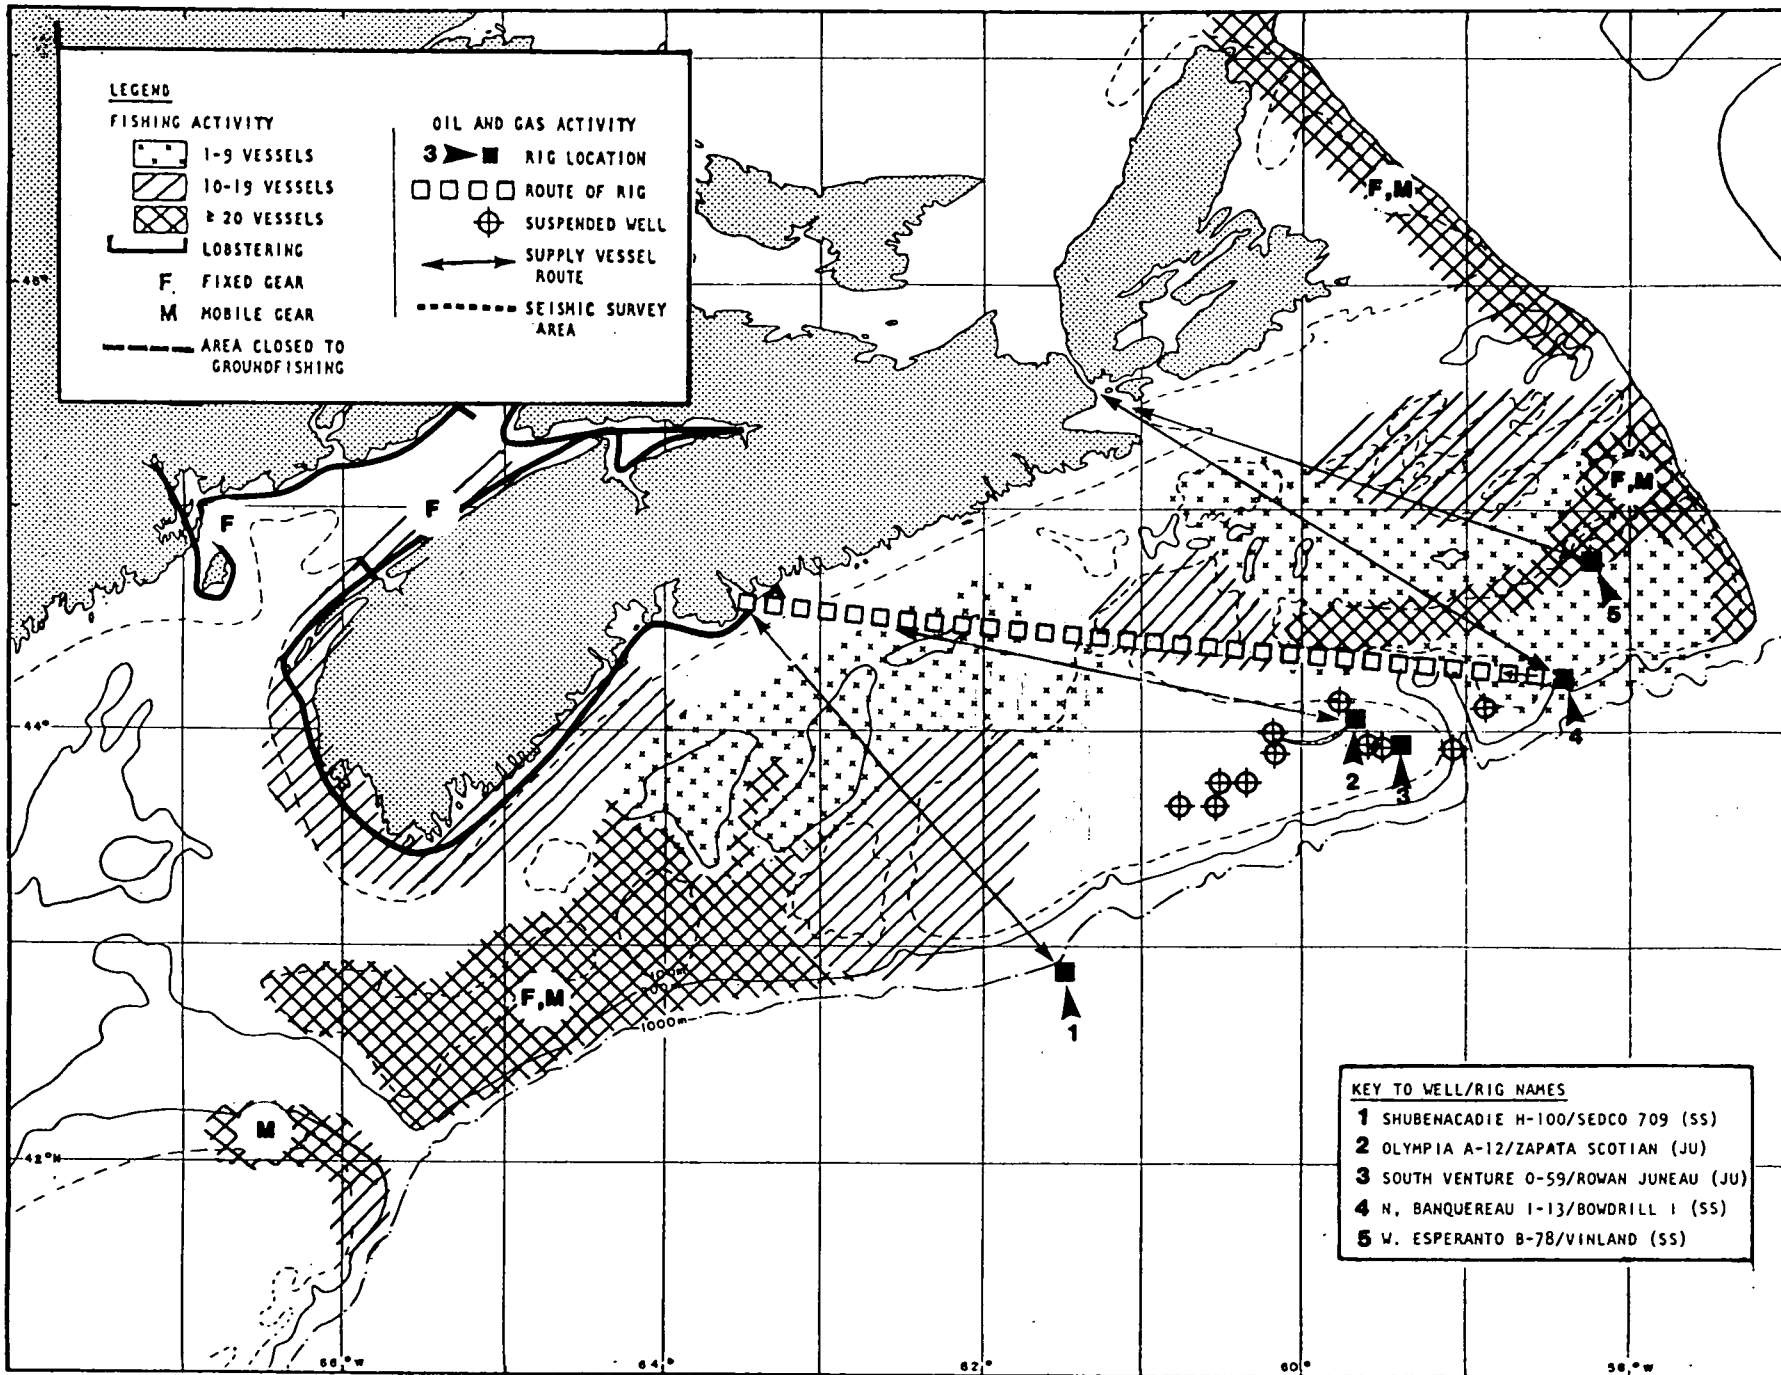 LEGEND
FISHING ACTIVITY
1-9 VESSELS
10-19 VESSELS
≥ 20 VESSELS
LOBSTERING
F. FIXED GEAR
M MOBILE GEAR
AREA CLOSED TO
GROUNDFISHING
OIL AND GAS ACTIVITY
3 RIG LOCATION
ROUTE OF RIG
SUSPENDED WELL
SUPPLY VESSEL
ROUTE
SEISMIC SURVEY
AREA
F,M
46°
F,M
F
F
5
4
44°
2
3
F,M
1000m
1
M
42°N
KEY TO WELL/RIG NAMES
1 SHUBENACADIE H-100/SEDCO 709 (SS)
2 OLYMPIA A-12/ZAPATA SCOTIAN (JU)
3 SOUTH VENTURE O-59/ROWAN JUNEAU (JU)
4 N. BANQUEREAU I-13/BOWDRILL I (SS)
5 W. ESPERANTO B-78/VINLAND (SS)
66°W
64°
62°
60°
58°W